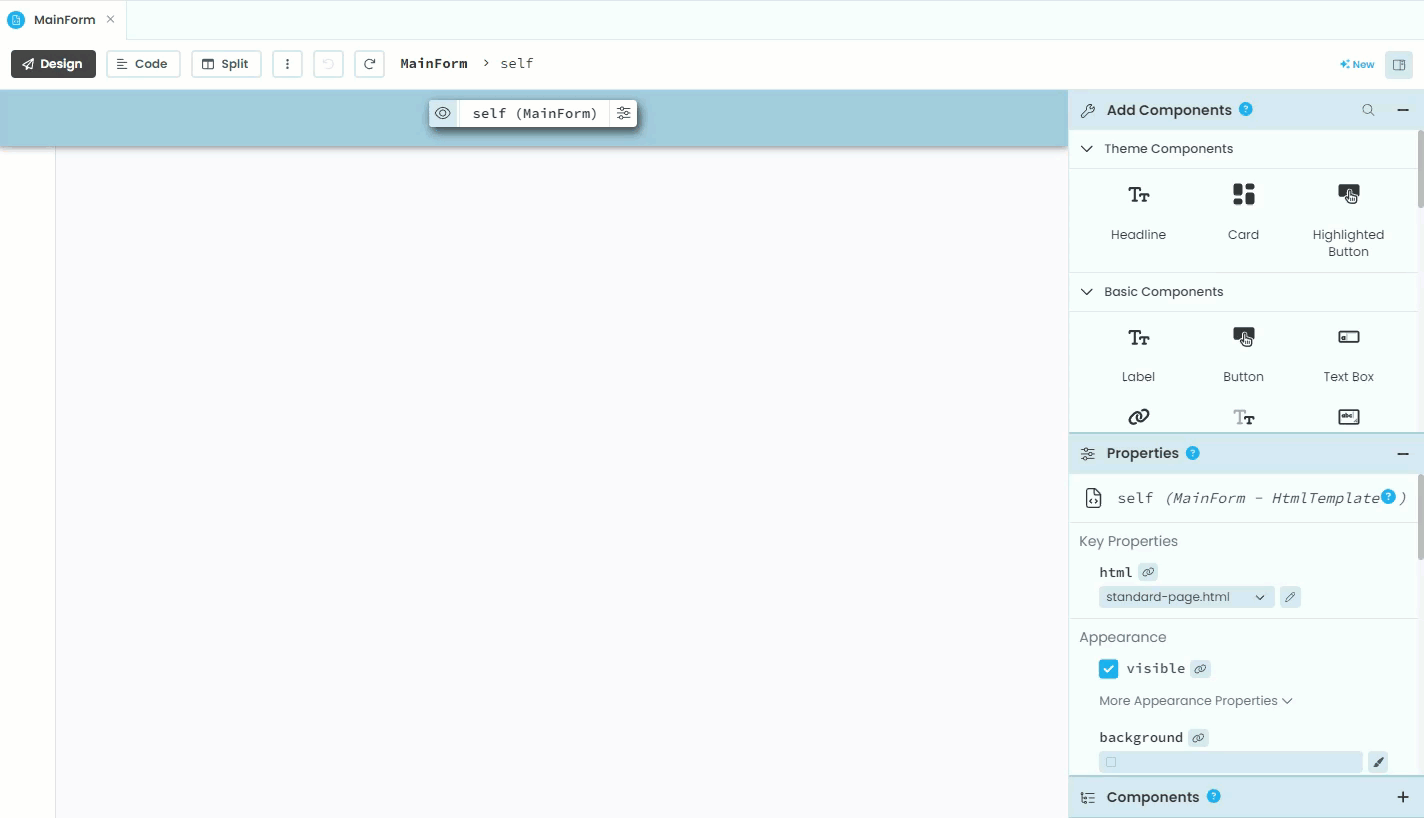 MainForm
Design
Code
Split
MainForm > self
New
self (MainForm)
Add Components ?
Theme Components
Headline
Card
Highlighted
Button
Basic Components
Label
Button
Text Box
Properties ?
self (MainForm - HtmlTemplate ? )
Key Properties
html
standard-page.html
Appearance
visible
More Appearance Properties
background
Components ?